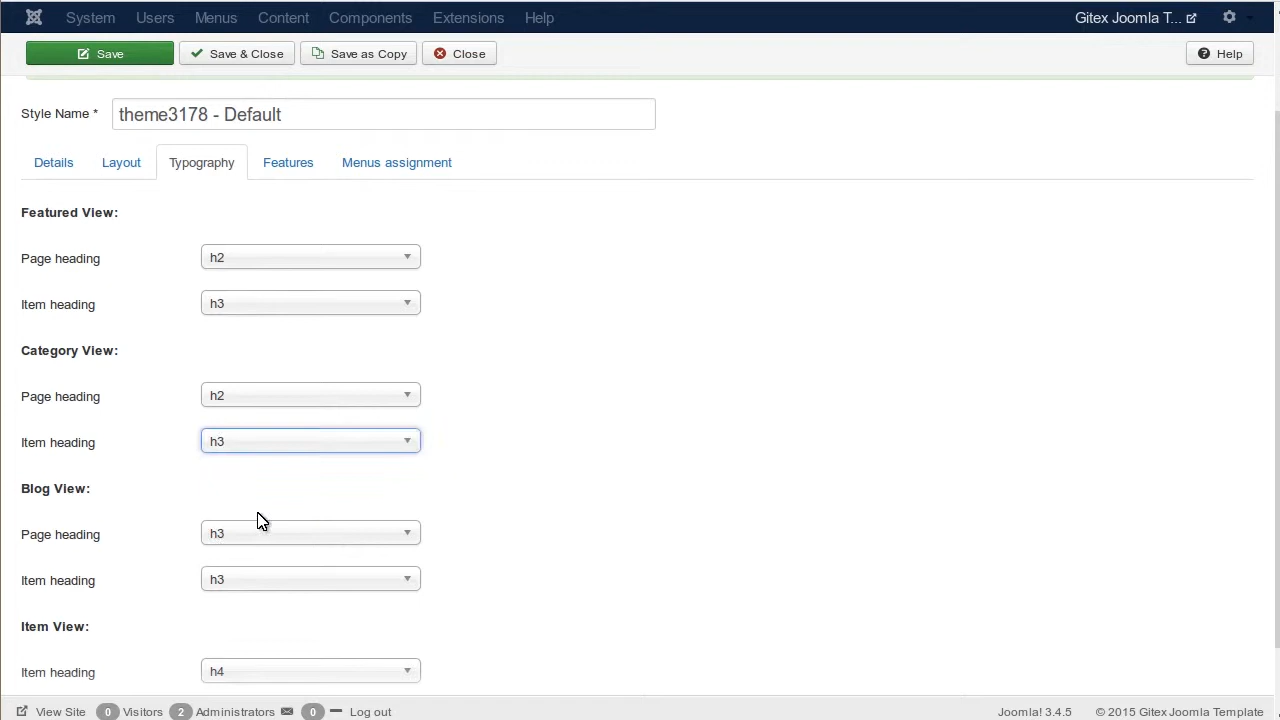 System Users Menus Content Components Extensions Help Gitex Joomla T...
Save Save & Close Save as Copy Close Help
Style Name * theme3178 - Default
Details Layout Typography Features Menus assignment
Featured View:
Page heading h2
Item heading h3
Category View:
Page heading h2
Item heading h3
Blog View:
Page heading h3
Item heading h3
Item View:
Item heading h4
View Site 0 Visitors 2 Administrators 0 Log out Joomla! 3.4.5 © 2015 Gitex Joomla Template